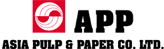 APP
ASIA PULP & PAPER CO. LTD.